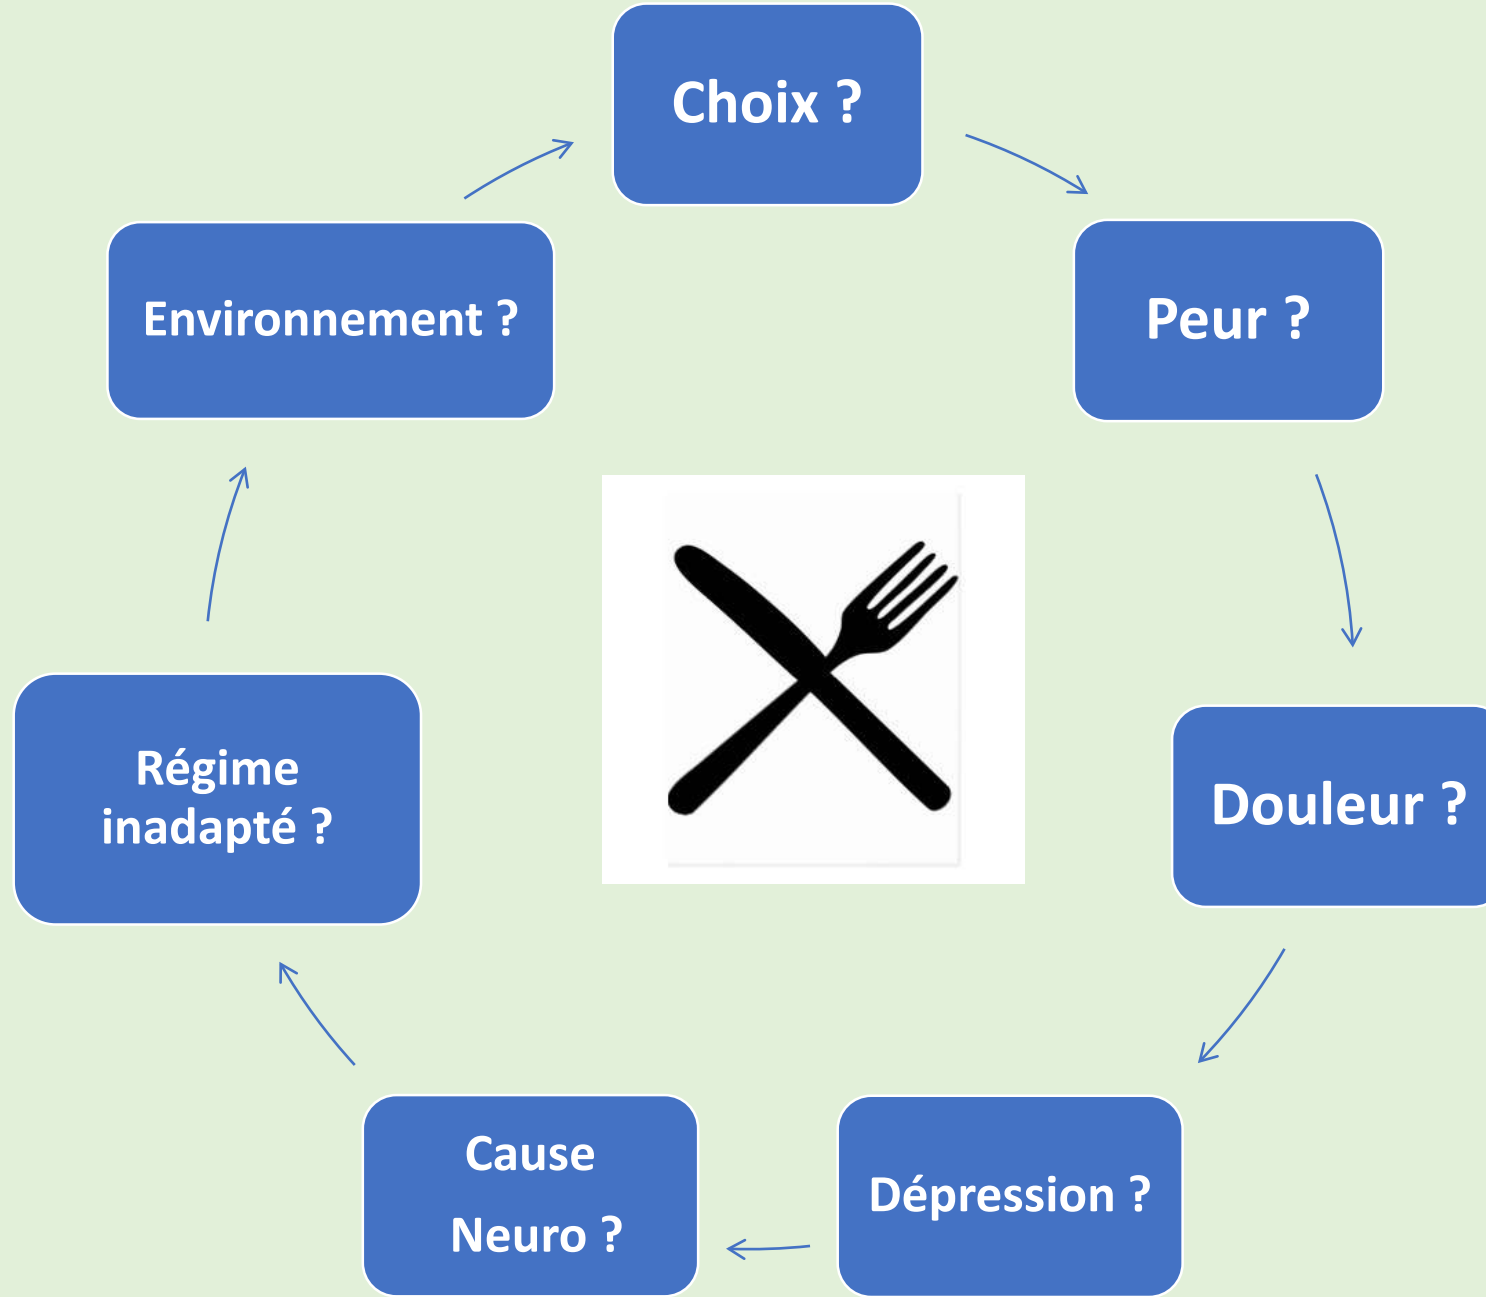 Choix ?
Peur ?
Douleur ?
Dépression ?
Cause
Neuro ?
Régime
inadapté ?
Environnement ?